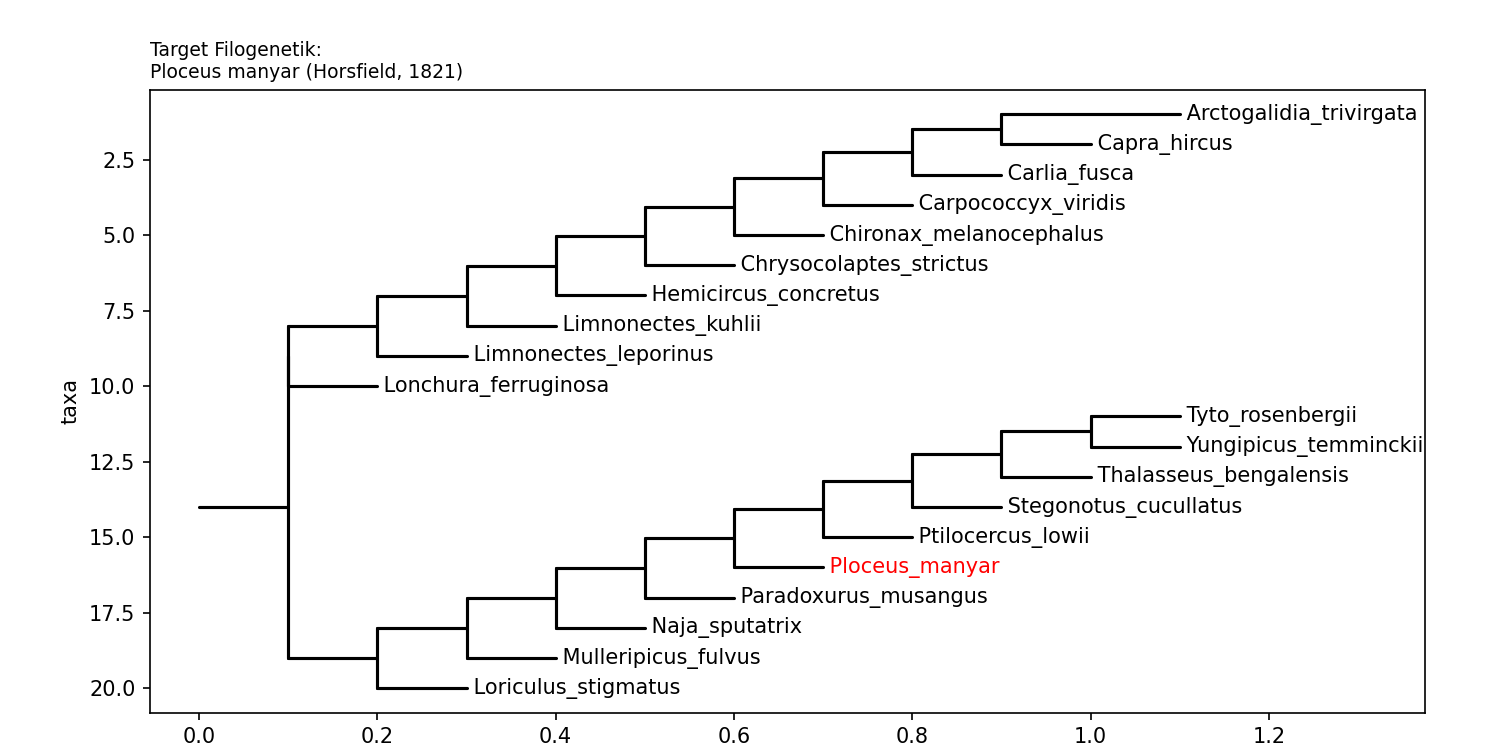 Target Filogenetik:
Ploceus manyar (Horsfield, 1821)
Arctogalidia_trivirgata
Capra_hircus
2.5
Carlia_fusca
Carpococcyx_viridis
5.0
Chironax_melanocephalus
Chrysocolaptes_strictus
Hemicircus_concretus
7.5
Limnonectes_kuhlii
Limnonectes_leporinus
10.0
Lonchura_ferruginosa
taxa
Tyto_rosenbergii
Yungipicus_temminckii
12.5
Thalasseus_bengalensis
Stegonotus_cucullatus
15.0
Ptilocercus_lowii
Ploceus_manyar
Paradoxurus_musangus
17.5
Naja_sputatrix
Mulleripicus_fulvus
20.0
Loriculus_stigmatus
0.0 0.2 0.4 0.6 0.8 1.0 1.2